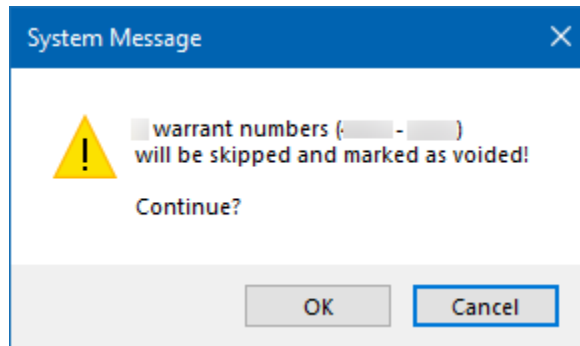 System Message
warrant numbers ( - )
will be skipped and marked as voided!
Continue?
OK
Cancel